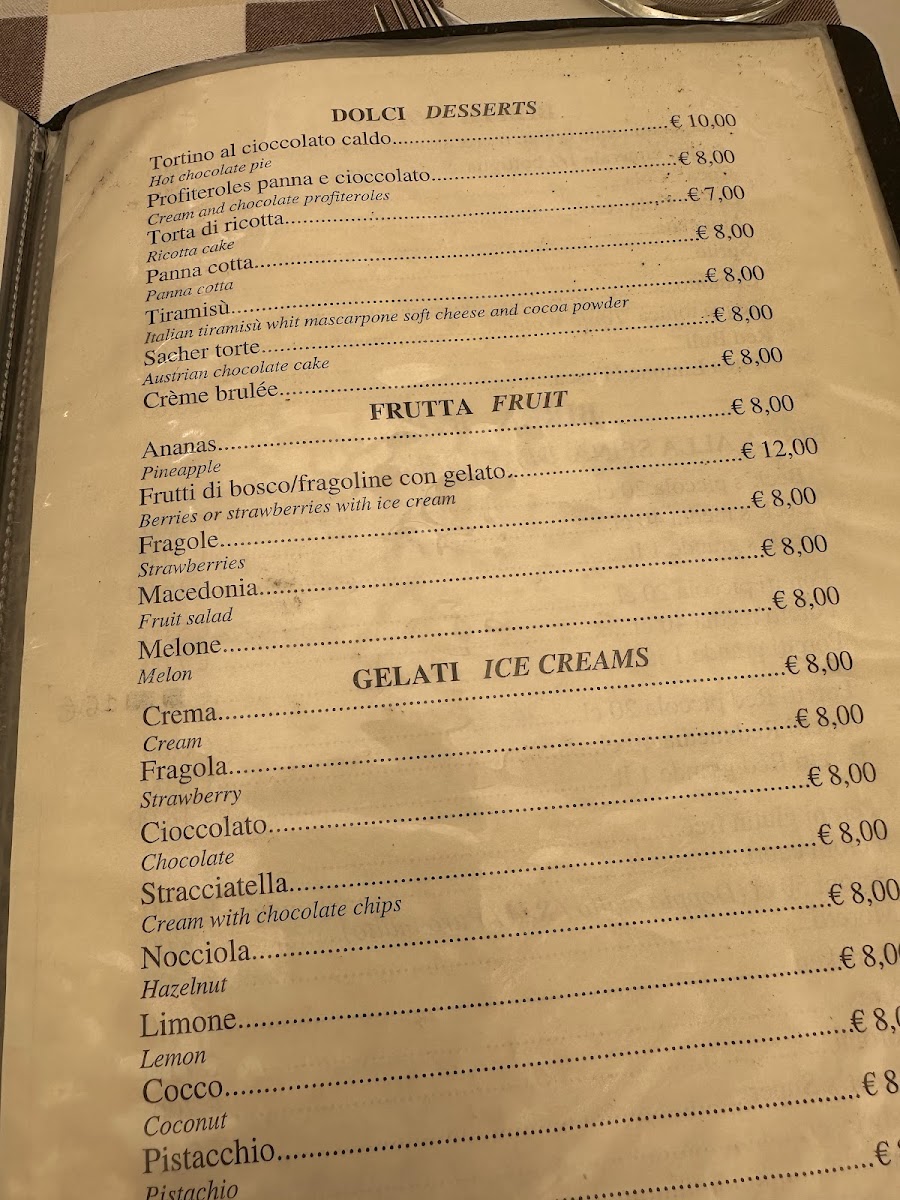 DOLCI DESSERTS
Tortino al cioccolato caldo..........€ 10,00
Hot chocolate pie
Profiteroles panna e cioccolato..........€ 8,00
Cream and chocolate profiteroles
Torta di ricotta..........€ 7,00
Ricotta cake
Panna cotta..........€ 8,00
Panna cotta
Tiramisù..........€ 8,00
Italian tiramisù whit mascarpone soft cheese and cocoa powder
Sacher torte..........€ 8,00
Austrian chocolate cake
Crème brulée..........€ 8,00
FRUTTA FRUIT
Ananas..........€ 8,00
Pineapple
Frutti di bosco/fragoline con gelato..........€ 12,00
Berries or strawberries with ice cream
Fragole..........€ 8,00
Strawberries
Macedonia..........€ 8,00
Fruit salad
Melone..........€ 8,00
Melon
GELATI ICE CREAMS
Crema..........€ 8,00
Cream
Fragola..........€ 8,00
Strawberry
Cioccolato..........€ 8,00
Chocolate
Stracciatella..........€ 8,00
Cream with chocolate chips
Nocciola..........€ 8,00
Hazelnut
Limone..........€ 8,0
Lemon
Cocco..........€ 8,
Coconut
Pistacchio..........€ 8
Pistachio
..........€